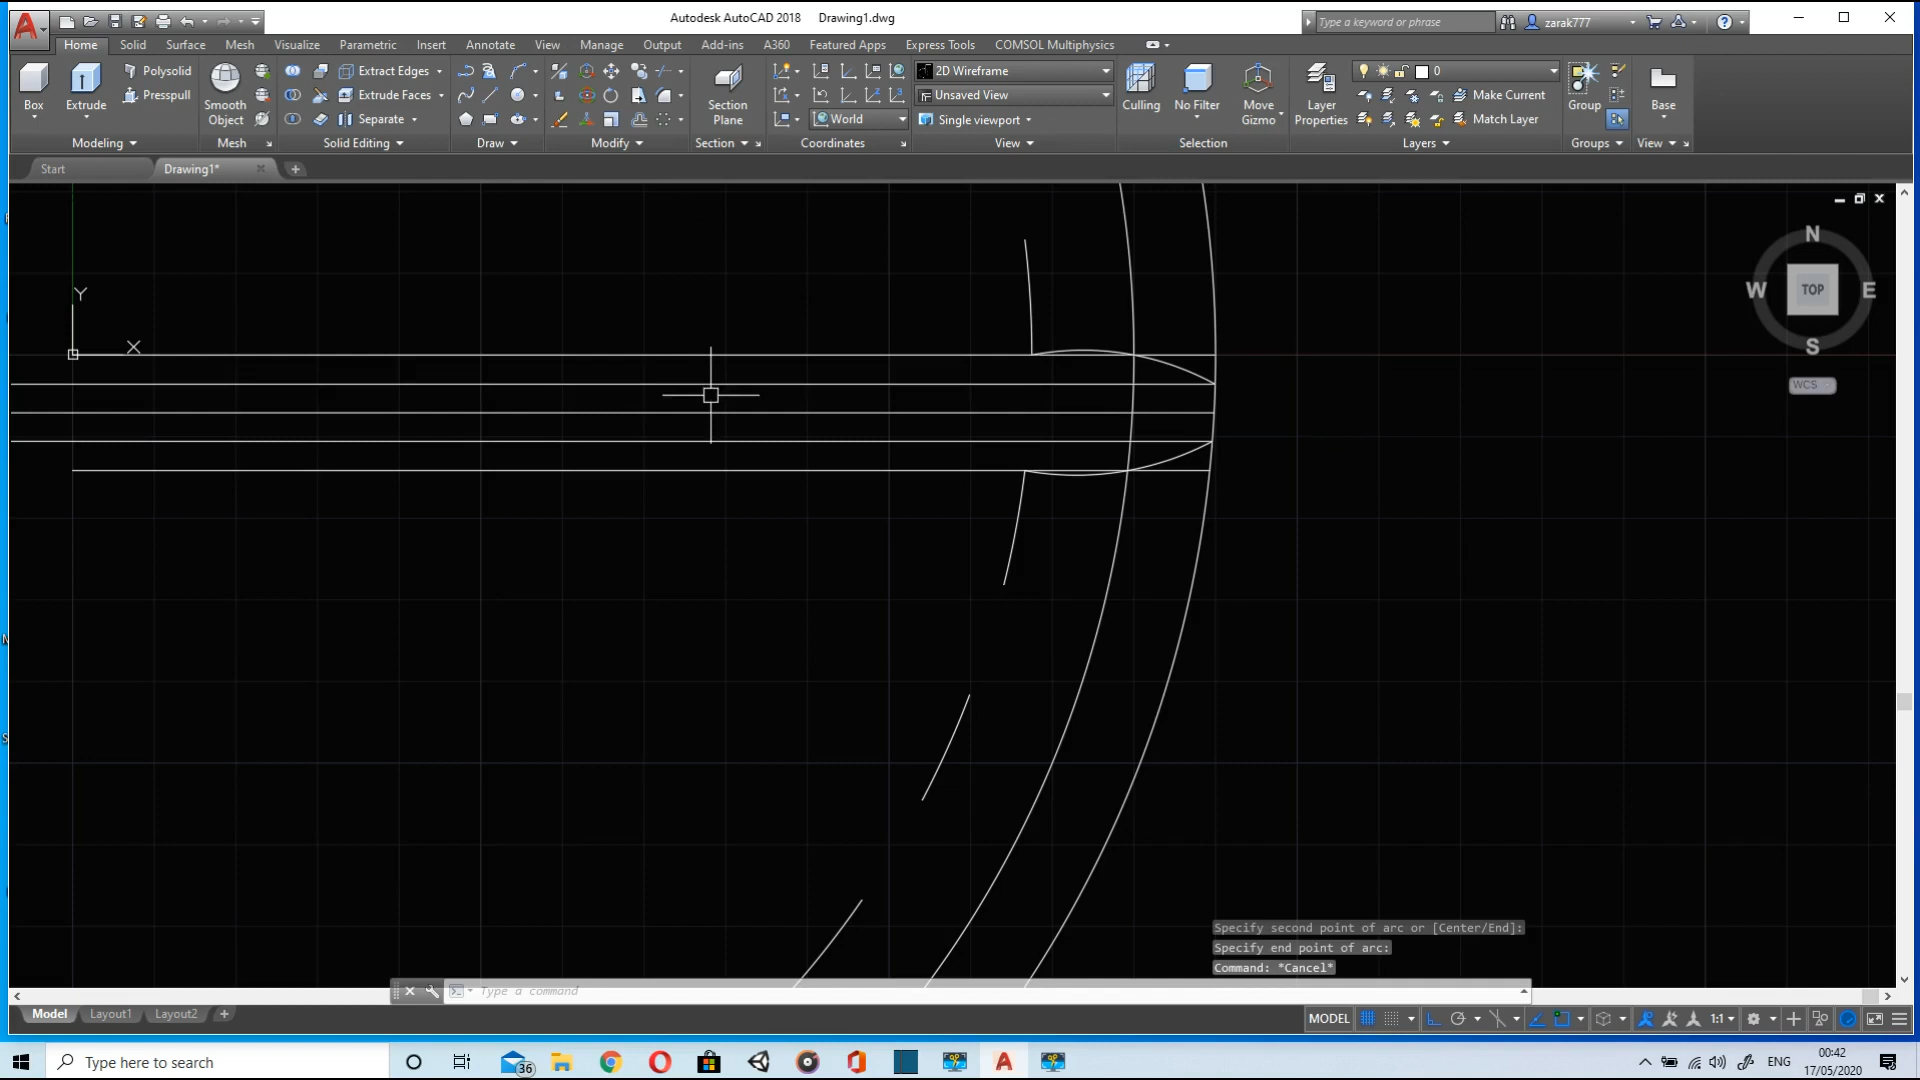 Autodesk AutoCAD 2018 Drawing1.dwg
Type a keyword or phrase
zarak777
Home Solid Surface Mesh Visualize Parametric Insert Annotate View Manage Output Add-ins A360 Featured Apps Express Tools COMSOL Multiphysics
Box
Extrude
Polysolid
Presspull
Smooth
Object
Extract Edges
Extrude Faces
Separate
Section
Plane
World
2D Wireframe
Unsaved View
Single viewport
Culling
No Filter
Move
Gizmo
Layer
Properties
0
Make Current
Match Layer
Group
Base
Modeling Mesh Solid Editing Draw Modify Section Coordinates View Selection Layers Groups View
Start Drawing1*
Y
X
N
W TOP E
S
WCS
Specify second point of arc or [Center/End]:
Specify end point of arc:
Command: *Cancel*
Type a command
Model Layout1 Layout2
MODEL
1:1
Type here to search
36
ENG
00:42
17/05/2020